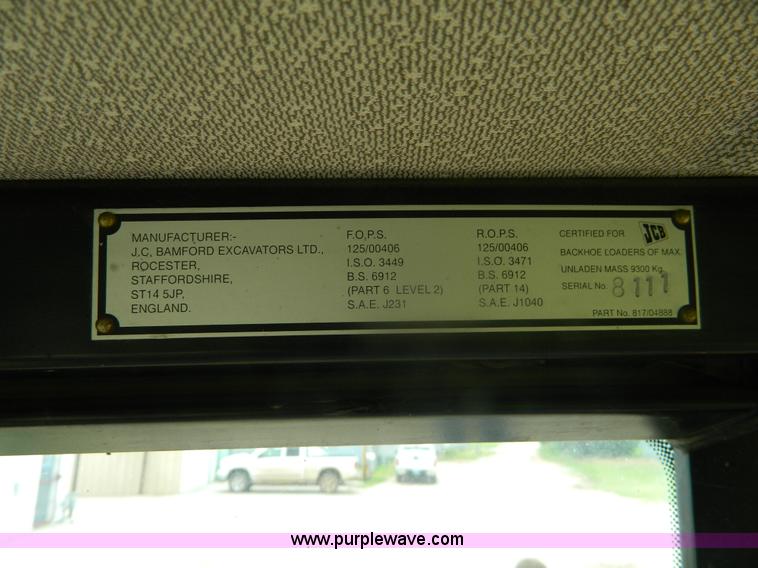 MANUFACTURER:-
J.C. BAMFORD EXCAVATORS LTD.,
ROCESTER,
STAFFORDSHIRE,
ST14 5JP,
ENGLAND.
F.O.P.S.
125/00406
I.S.O. 3449
B.S. 6912
(PART 6 LEVEL 2)
S.A.E. J231
R.O.P.S.
125/00406
I.S.O. 3471
B.S. 6912
(PART 14)
S.A.E. J1040
CERTIFIED FOR JCB
BACKHOE LOADERS OF MAX.
UNLADEN MASS 9300 Kg.
SERIAL No. 8111
PART No. 817/04888
www.purplewave.com